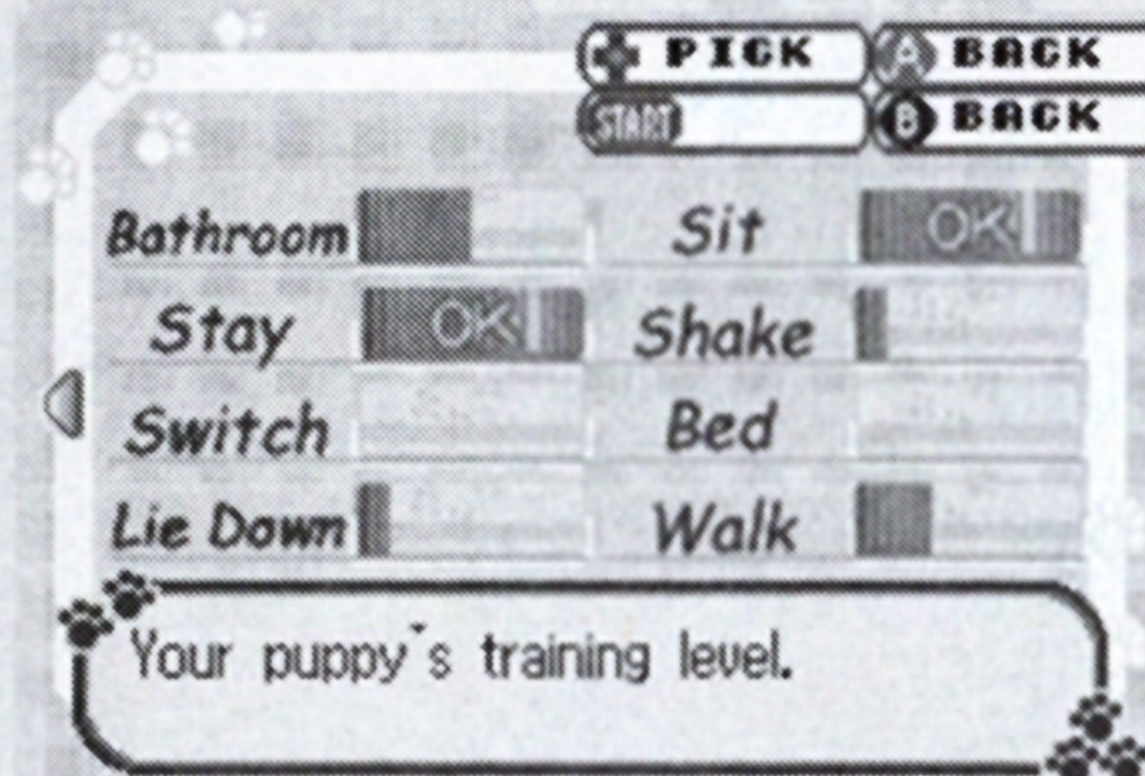 PICK A BACK
START B BACK
Bathroom Sit OK
Stay OK Shake
Switch Bed
Lie Down Walk
Your puppy's training level.